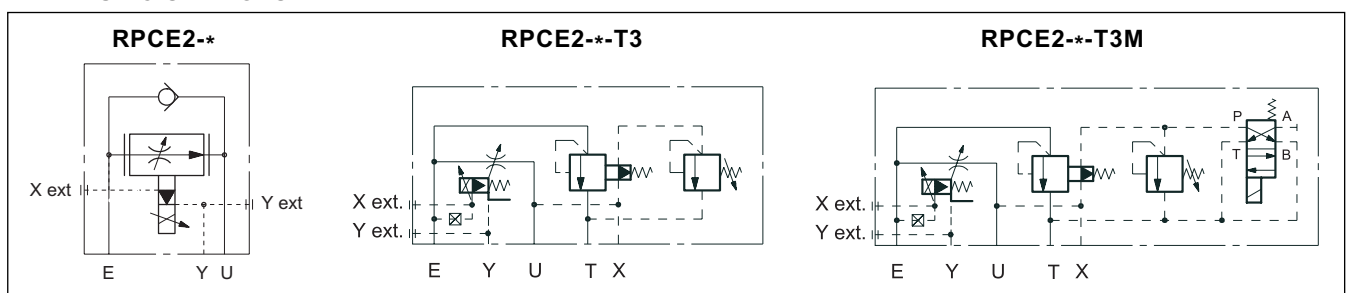 RPCE2-*
X ext
Y ext
E Y U
RPCE2-*-T3
X ext.
Y ext.
E Y U T X
RPCE2-*-T3M
P A
T B
X ext.
Y ext.
E Y U T X